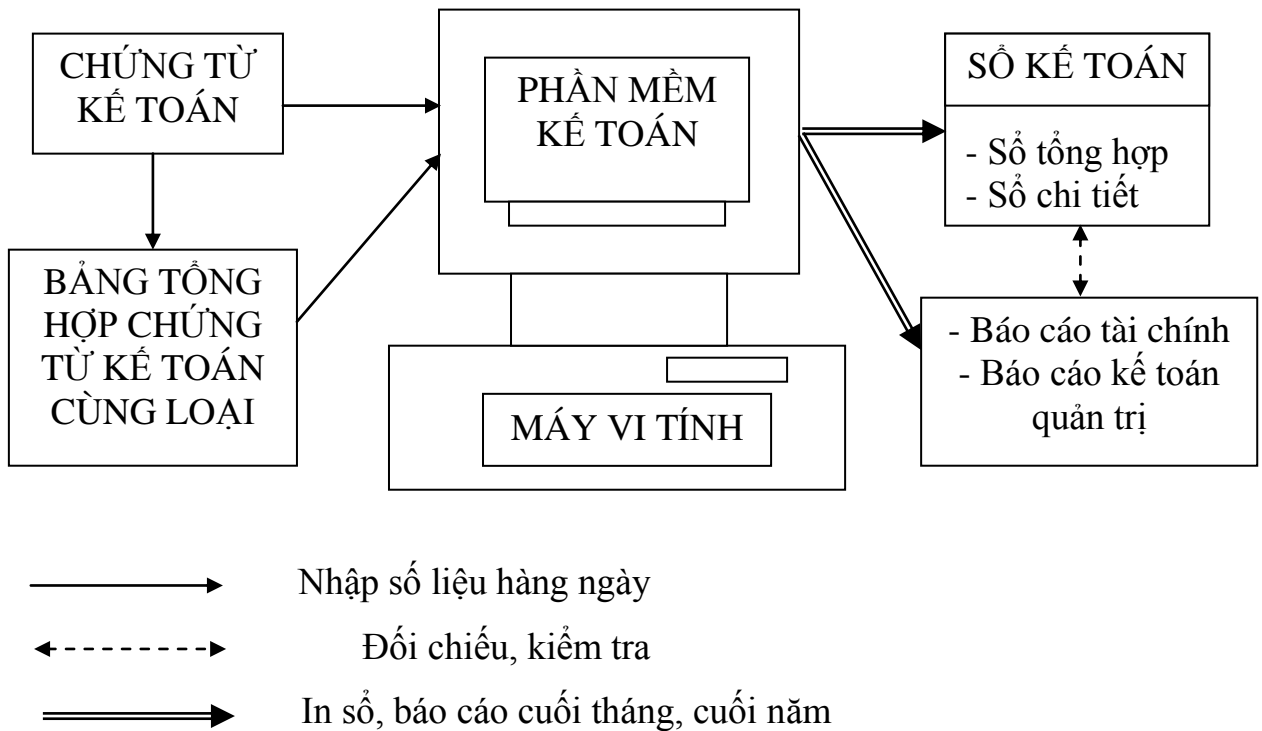 CHỨNG TỪ
KẾ TOÁN
BẢNG TỔNG
HỢP CHỨNG
TỪ KẾ TOÁN
CÙNG LOẠI
PHẦN MỀM
KẾ TOÁN
MÁY VI TÍNH
SỔ KẾ TOÁN
- Sổ tổng hợp
- Sổ chi tiết
- Báo cáo tài chính
- Báo cáo kế toán
quản trị
Nhập số liệu hàng ngày
Đối chiếu, kiểm tra
In sổ, báo cáo cuối tháng, cuối năm